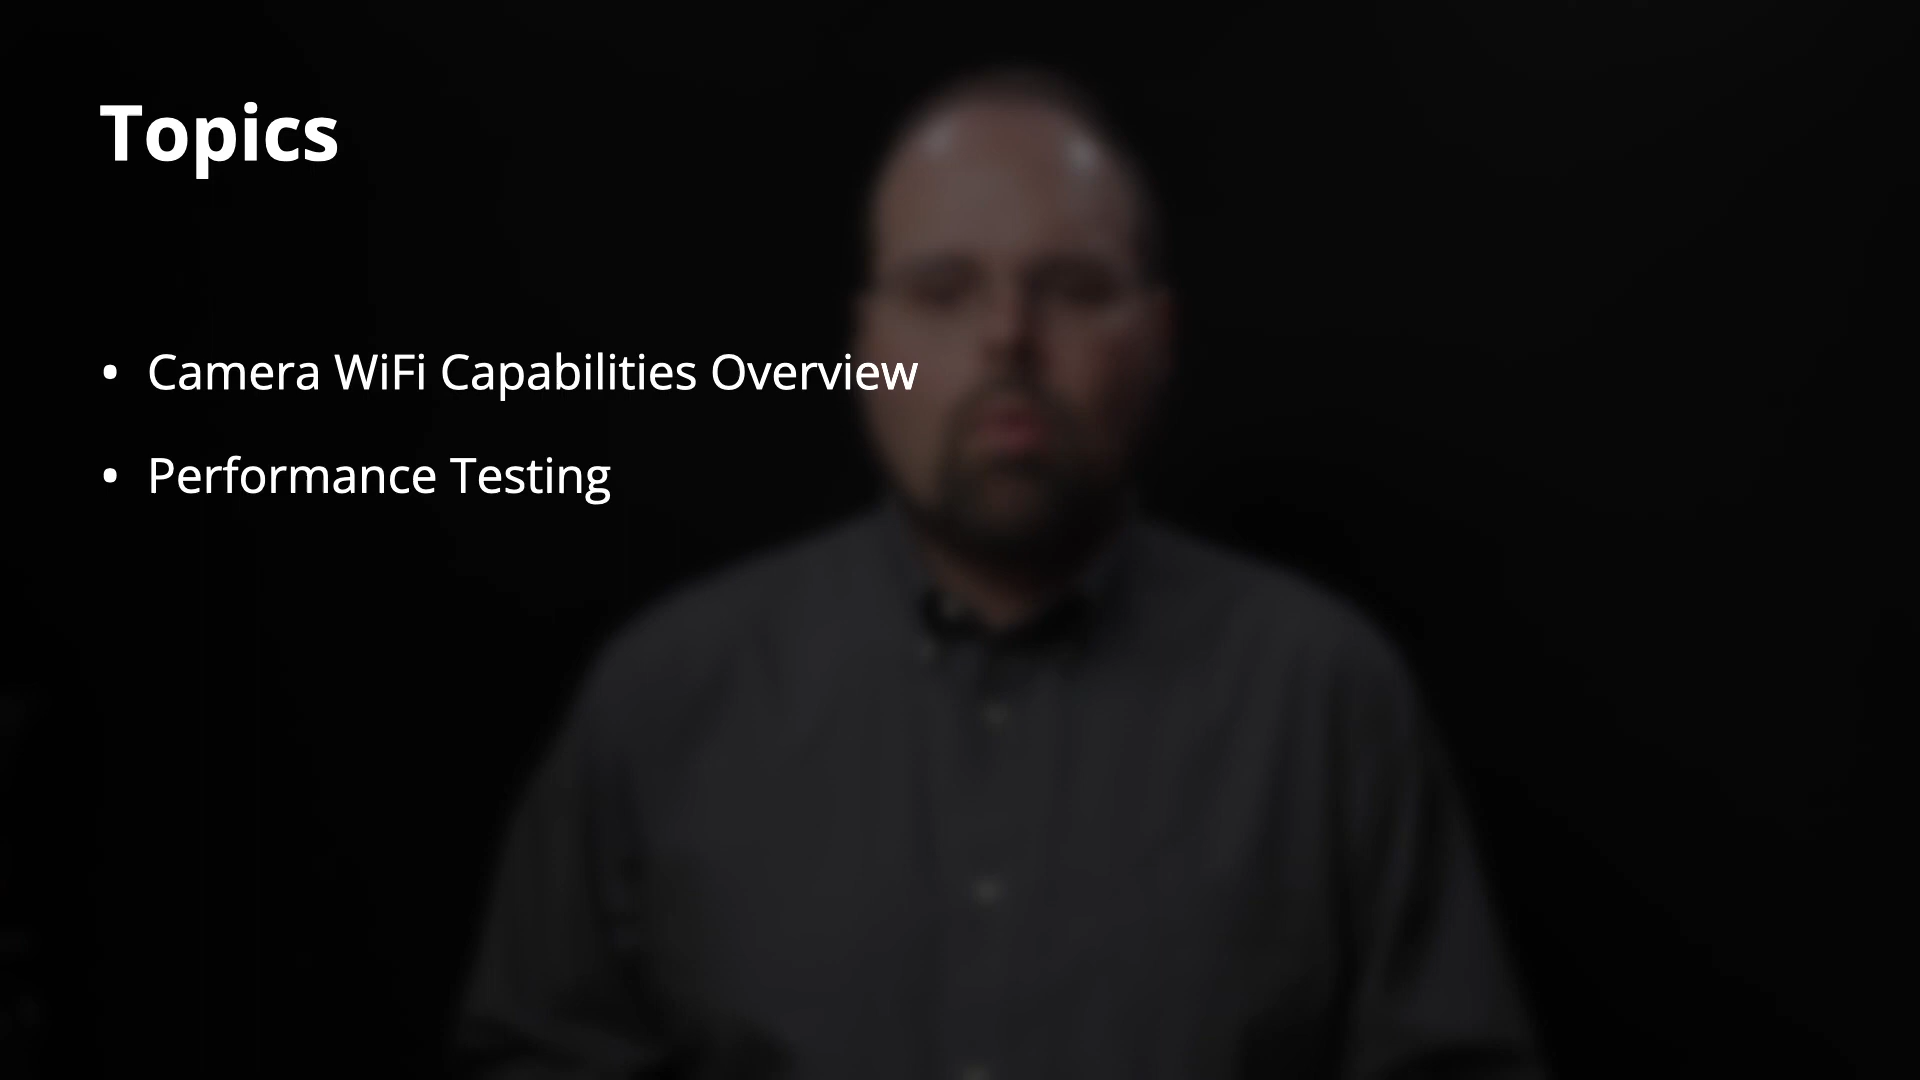 Topics
• Camera WiFi Capabilities Overview
• Performance Testing